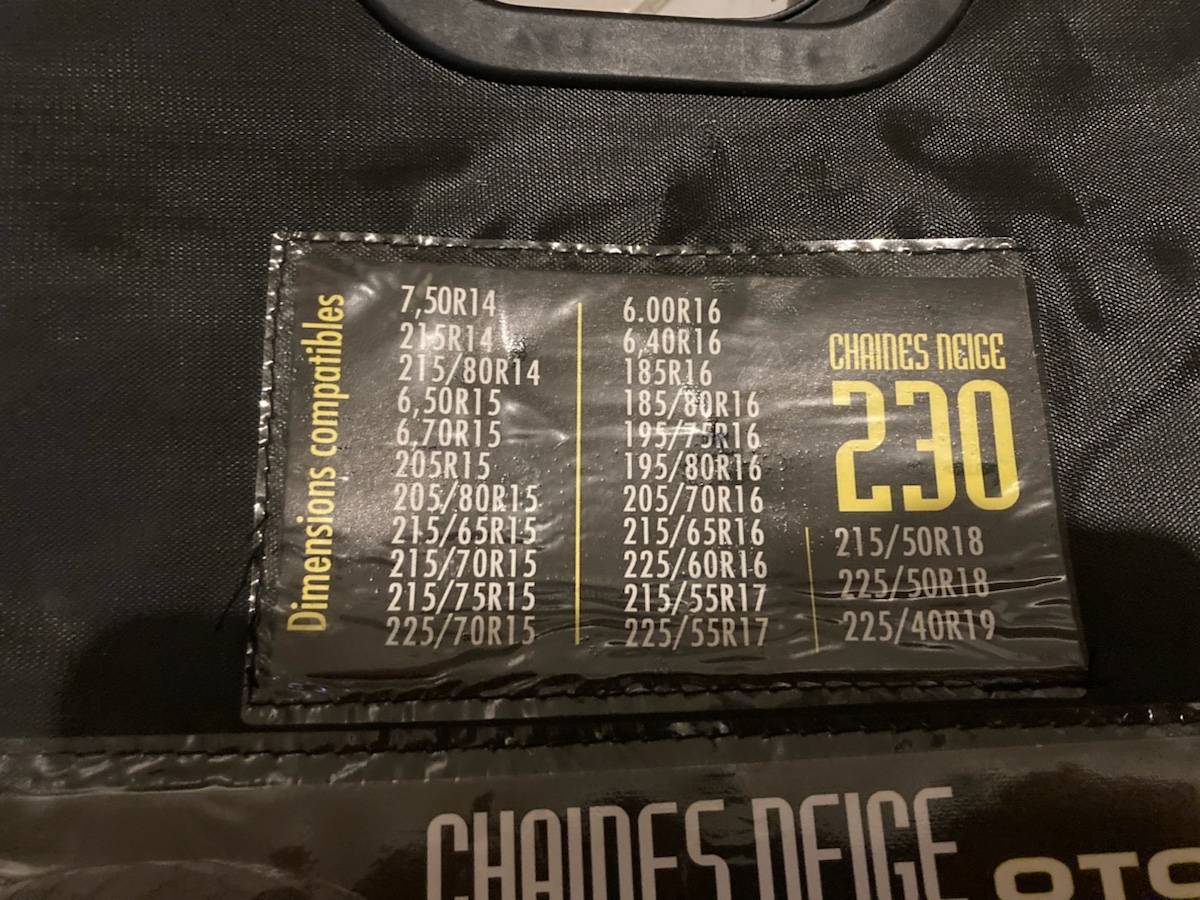 Dimensions compatibles
7,50R14
215R14
215/80R14
6,50R15
6,70R15
205R15
205/80R15
215/65R15
215/70R15
215/75R15
225/70R15
6.00R16
6,40R16
185R16
185/80R16
195/75R16
195/80R16
205/70R16
215/65R16
225/60R16
215/55R17
225/55R17
CHAINES NEIGE
230
215/50R18
225/50R18
225/40R19
CHAINES NEIGE OTO